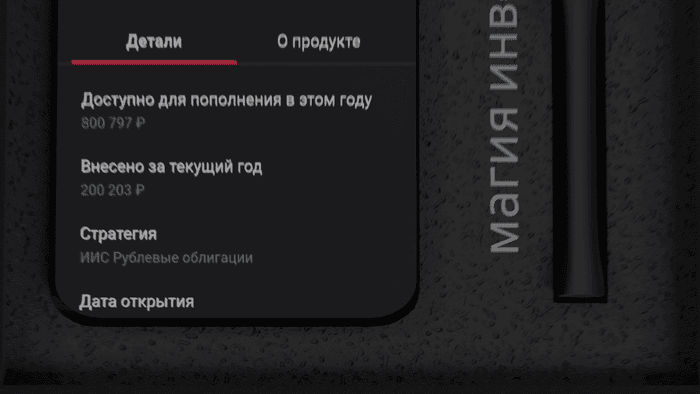 Детали
О продукте
Доступно для пополнения в этом году
800 797 ₽
Внесено за текущий год
200 203 ₽
Стратегия
ИИС Рублевые облигации
Дата открытия
магия инв